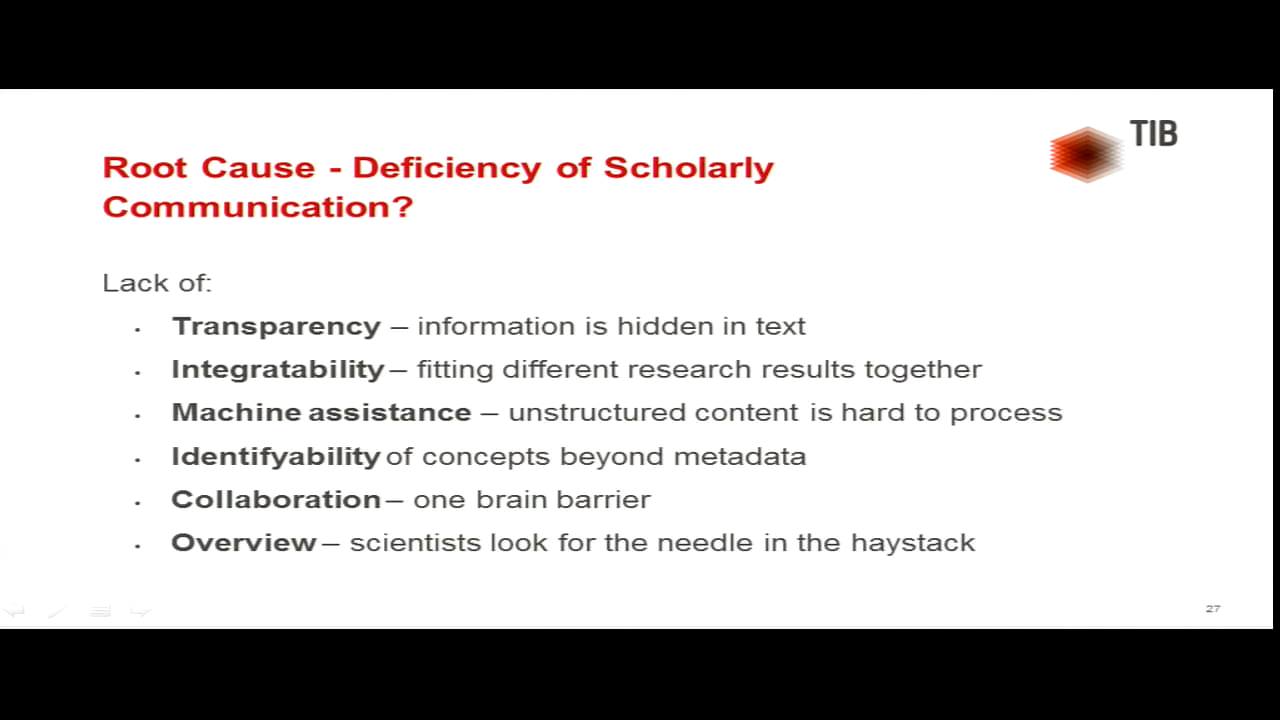 TIB
Root Cause - Deficiency of Scholarly
Communication?
Lack of:
· Transparency – information is hidden in text
· Integratability – fitting different research results together
· Machine assistance – unstructured content is hard to process
· Identifyability of concepts beyond metadata
· Collaboration – one brain barrier
· Overview – scientists look for the needle in the haystack
27